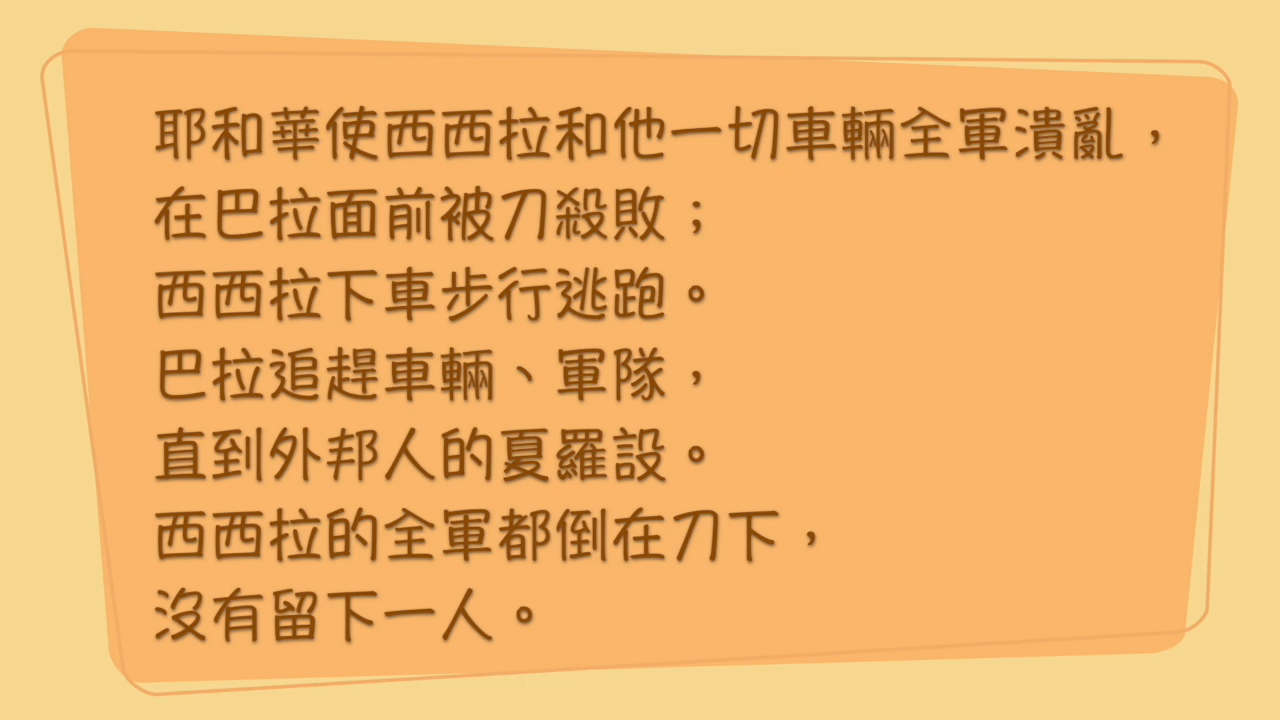 耶和華使西西拉和他一切車輛全軍潰亂，
在巴拉面前被刀殺敗；
西西拉下車步行逃跑。
巴拉追趕車輛、軍隊，
直到外邦人的夏羅設。
西西拉的全軍都倒在刀下，
沒有留下一人。